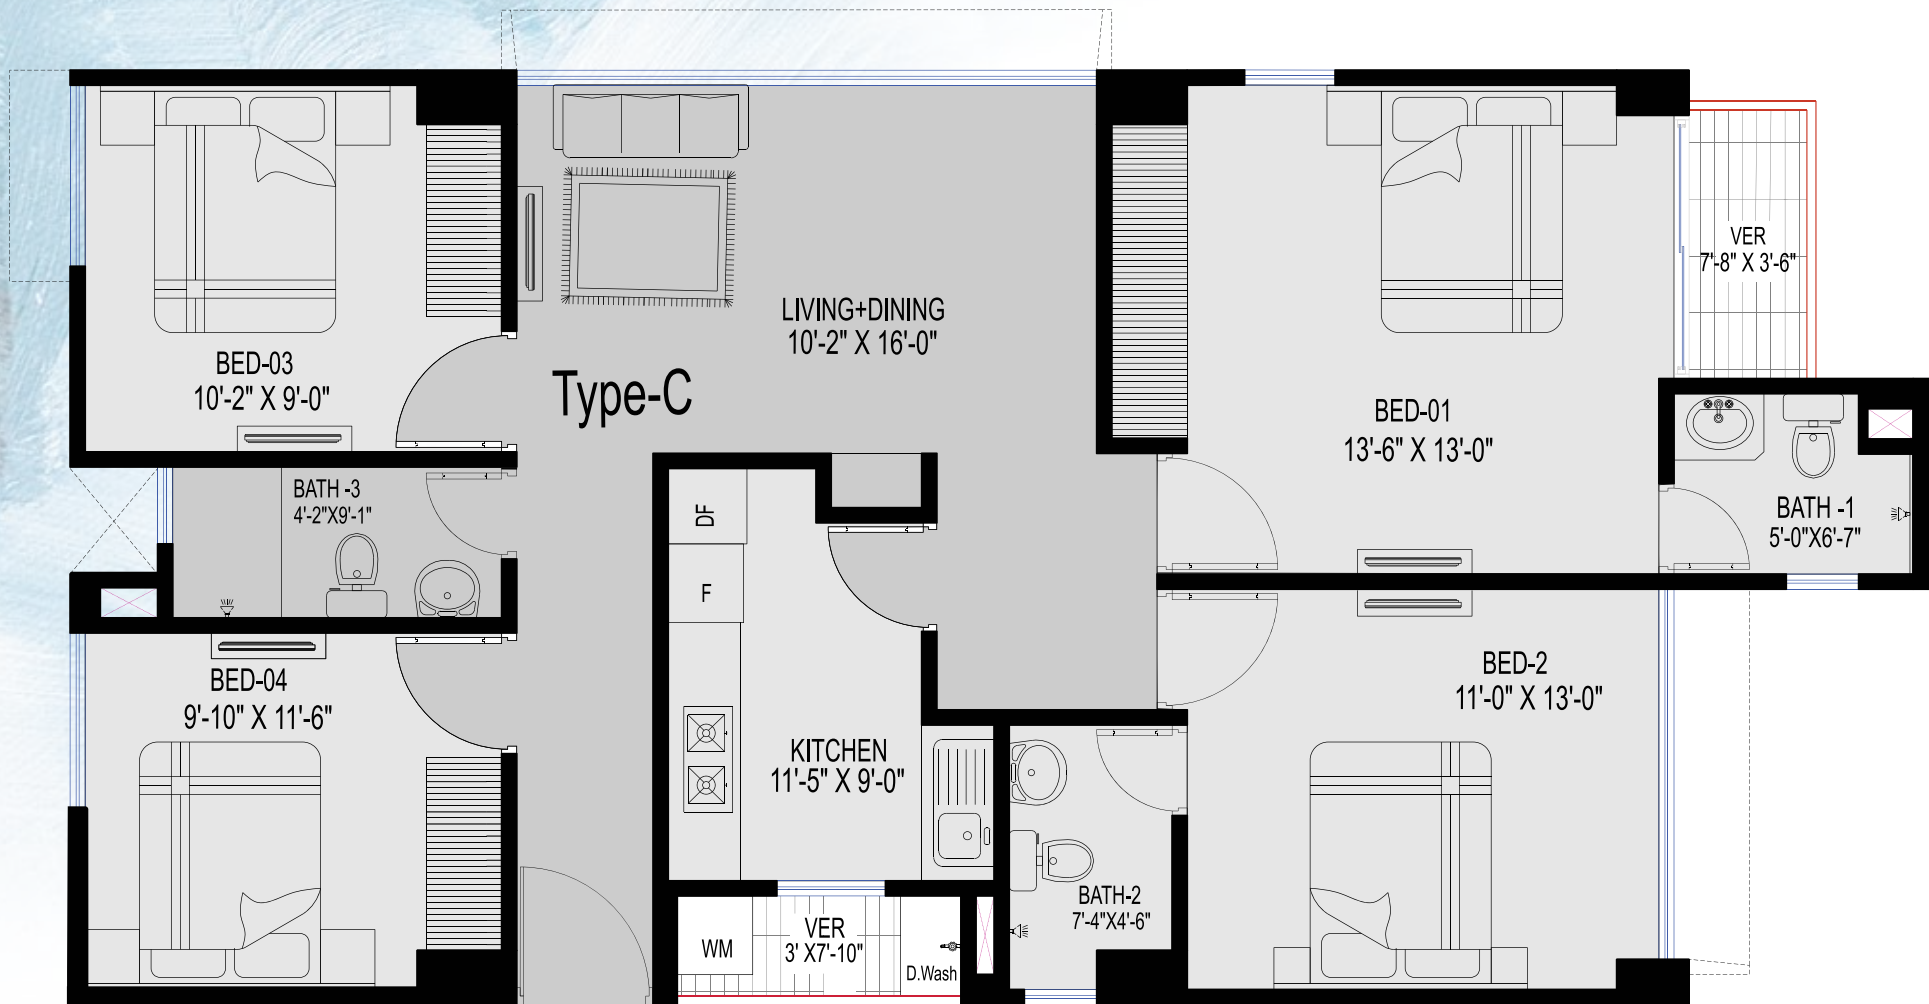 VER
7'-8" X 3'-6"
LIVING+DINING
10'-2" X 16'-0"
BED-03
10'-2" X 9'-0"
Type-C
BED-01
13'-6" X 13'-0"
BATH -3
4'-2"X9'-1"
DF
BATH -1
5'-0"X6'-7"
F
BED-04
9'-10" X 11'-6"
BED-2
11'-0" X 13'-0"
KITCHEN
11'-5" X 9'-0"
BATH-2
7'-4"X4'-6"
WM
VER
3' X7'-10"
D.Wash